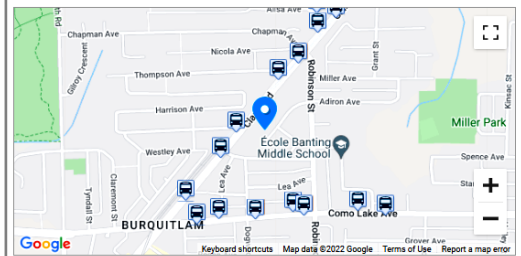 Ailsa Ave
Chapman Ave
Chapman
Gilroy Crescent
Nicola Ave
Grant St
Kinsac St
Thompson Ave
Robinson St
Miller Ave
Harrison Ave
Adiron Ave
Miller Park
École Banting
Middle School
Westley Ave
Spence Ave
Tyndall St
Claremont St
Lea Ave
Lea Ave
Como Lake Ave
BURQUITLAM
Grover Ave
Google
Keyboard shortcuts
Map data ©2022 Google
Terms of Use
Report a map error